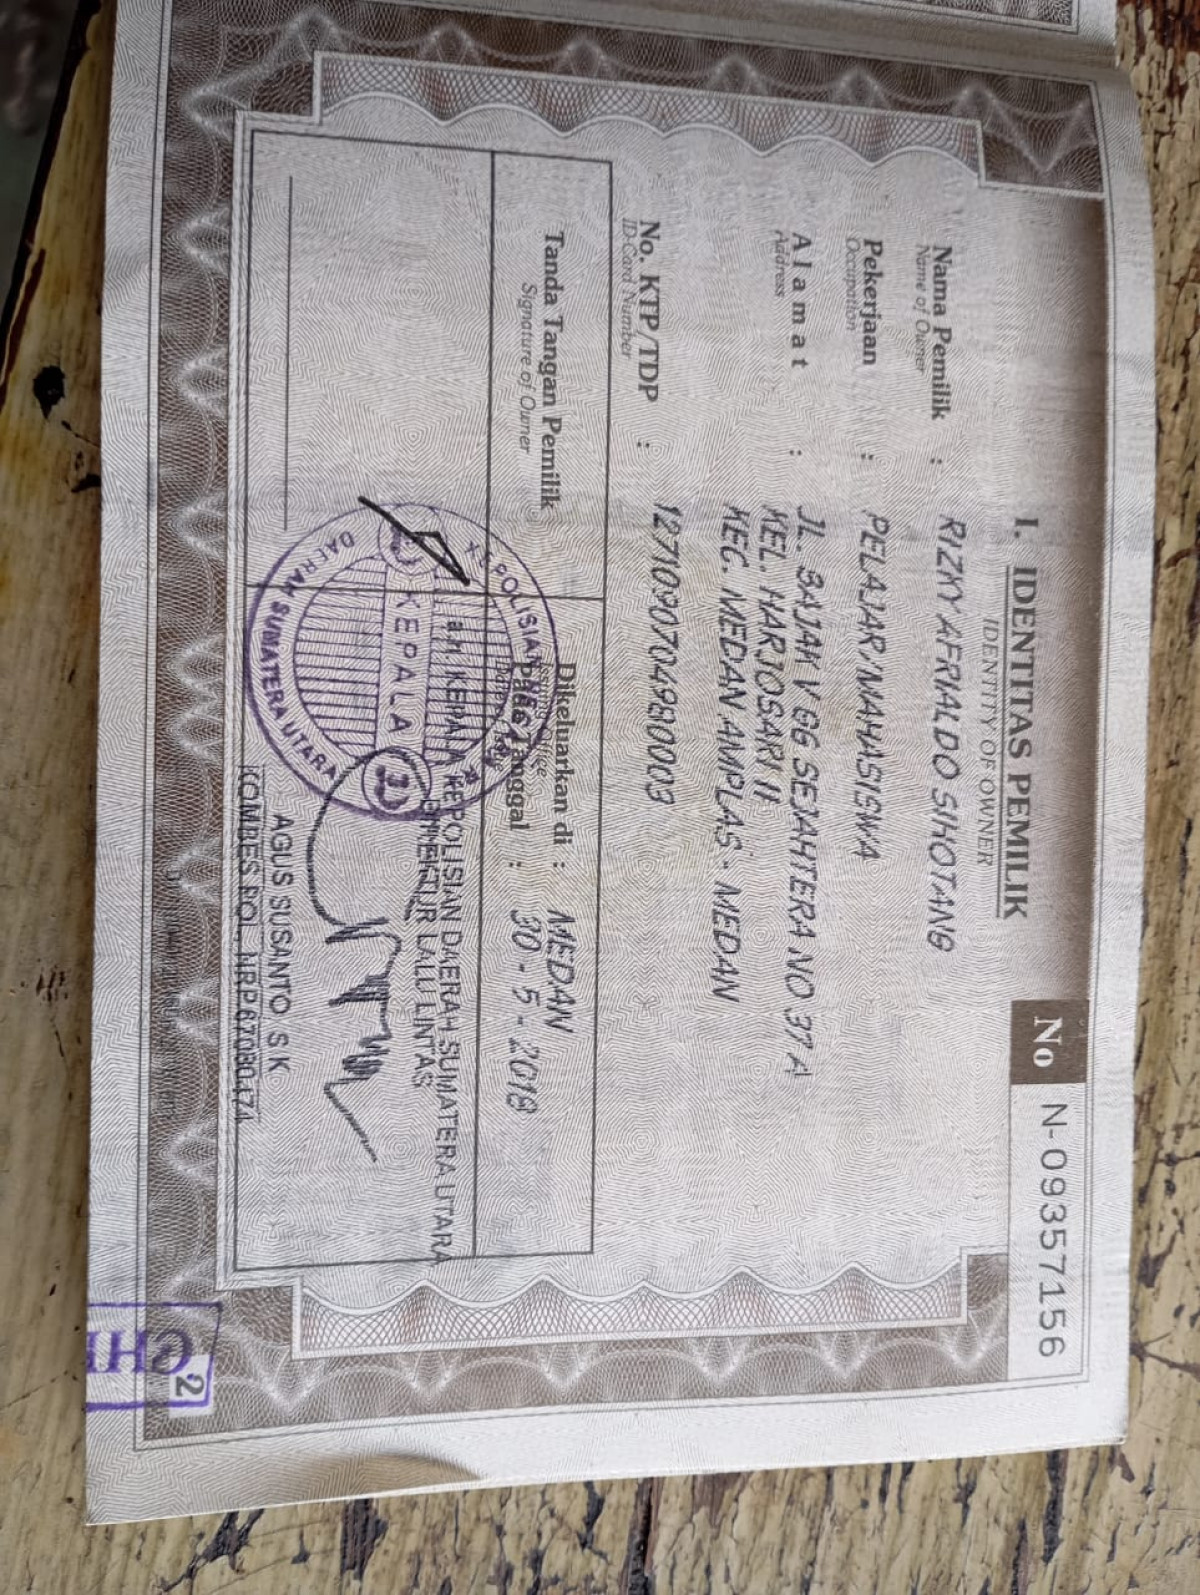 No N-09357156
I. IDENTITAS PEMILIK
IDENTITY OF OWNER
Nama Pemilik : RIZKY AFRIALDO SIHOTANG
Name of Owner
Pekerjaan : PELAJAR/MAHASISWA
Occupation
Alamat : JL. BAJAK V GG SEJAHTERA NO 37 A
Address
KEL. HARJOSARI II
KEC. MEDAN AMPLAS - MEDAN
No. KTP/TDP : 1271090704980003
ID-Card Number
Tanda Tangan Pemilik
Signature of Owner
Dikeluarkan di : MEDAN
Pada Tanggal : 30-5-2018
a.n. KEPALA KEPOLISIAN DAERAH SUMATERA UTARA
DIREKTUR LALU LINTAS
KEPOLISIAN
KEPALA
DAERAH SUMATERA UTARA
AGUS SUSANTO S K
KOMBES POL. NRP 67080474
2